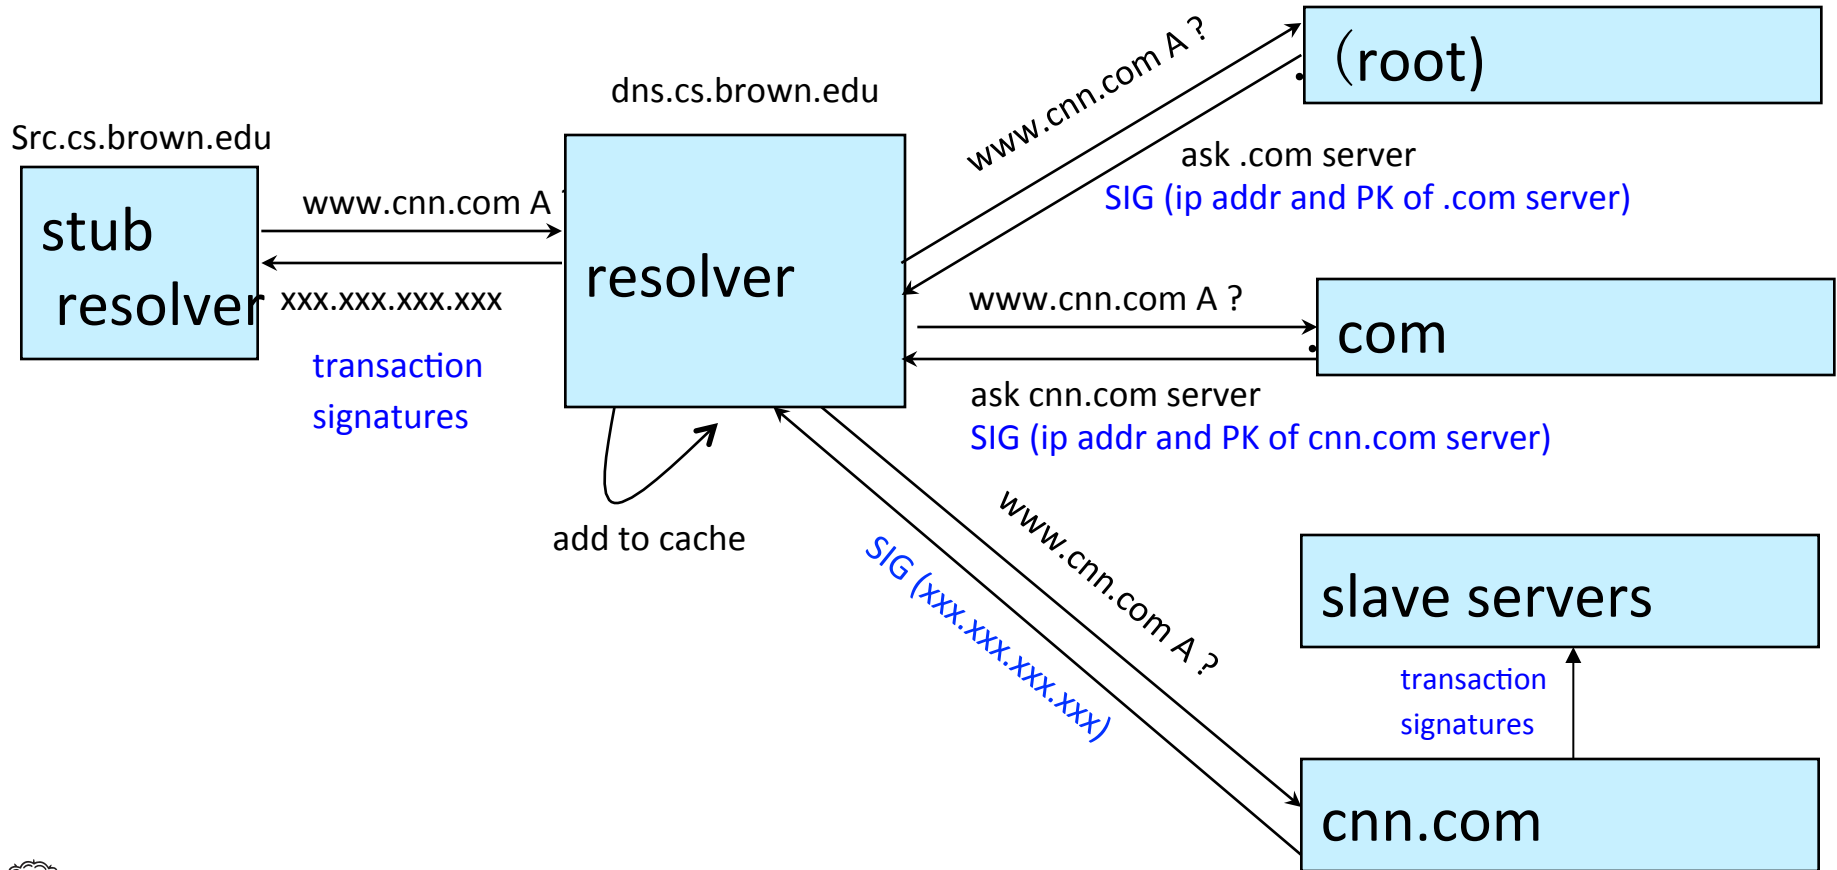 dns.cs.brown.edu
Src.cs.brown.edu
stub
resolver
www.cnn.com A ?
xxx.xxx.xxx.xxx
transaction
signatures
resolver
add to cache
www.cnn.com A ?
. (root)
ask .com server
SIG (ip addr and PK of .com server)
www.cnn.com A ?
. com
ask cnn.com server
SIG (ip addr and PK of cnn.com server)
www.cnn.com A ?
SIG (xxx.xxx.xxx.xxx)
slave servers
transaction
signatures
cnn.com